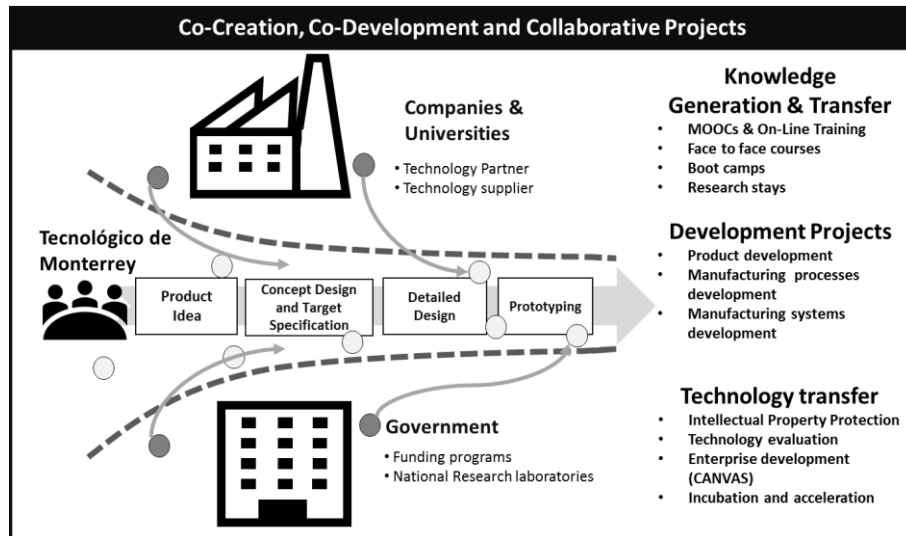 Co-Creation, Co-Development and Collaborative Projects
Companies &
Universities
• Technology Partner
• Technology supplier
Tecnológico de
Monterrey
Product
Idea
Concept Design
and Target
Specification
Detailed
Design
Prototyping
Government
• Funding programs
• National Research laboratories
Knowledge
Generation & Transfer
• MOOCs & On-Line Training
• Face to face courses
• Boot camps
• Research stays
Development Projects
• Product development
• Manufacturing processes
development
• Manufacturing systems
development
Technology transfer
• Intellectual Property Protection
• Technology evaluation
• Enterprise development
(CANVAS)
• Incubation and acceleration